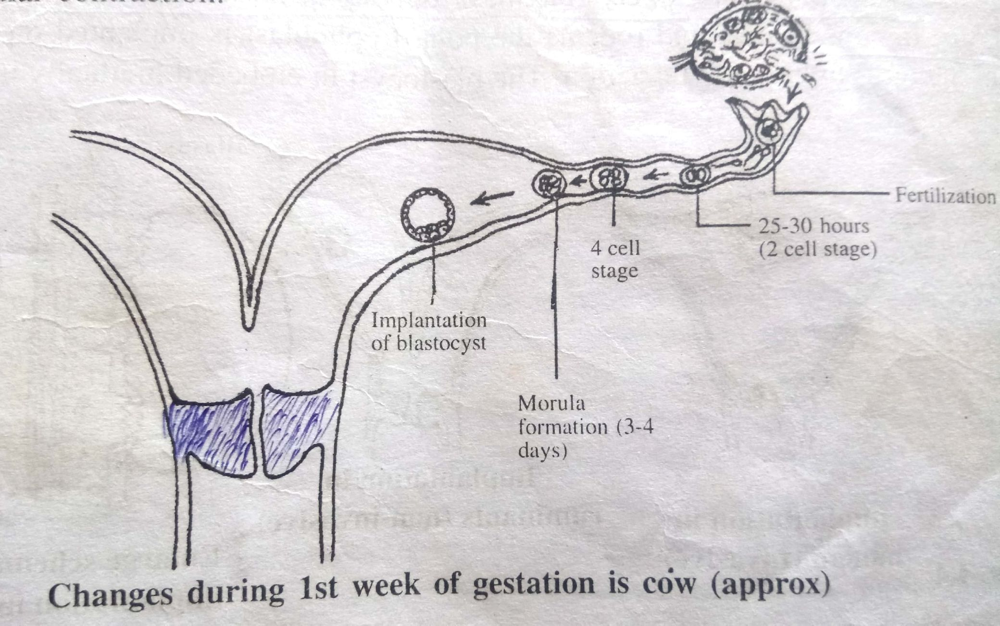 contraction.
Fertilization
25-30 hours
(2 cell stage)
4 cell
stage
Implantation
of blastocyst
Morula
formation (3-4
days)
Changes during 1st week of gestation is cow (approx)